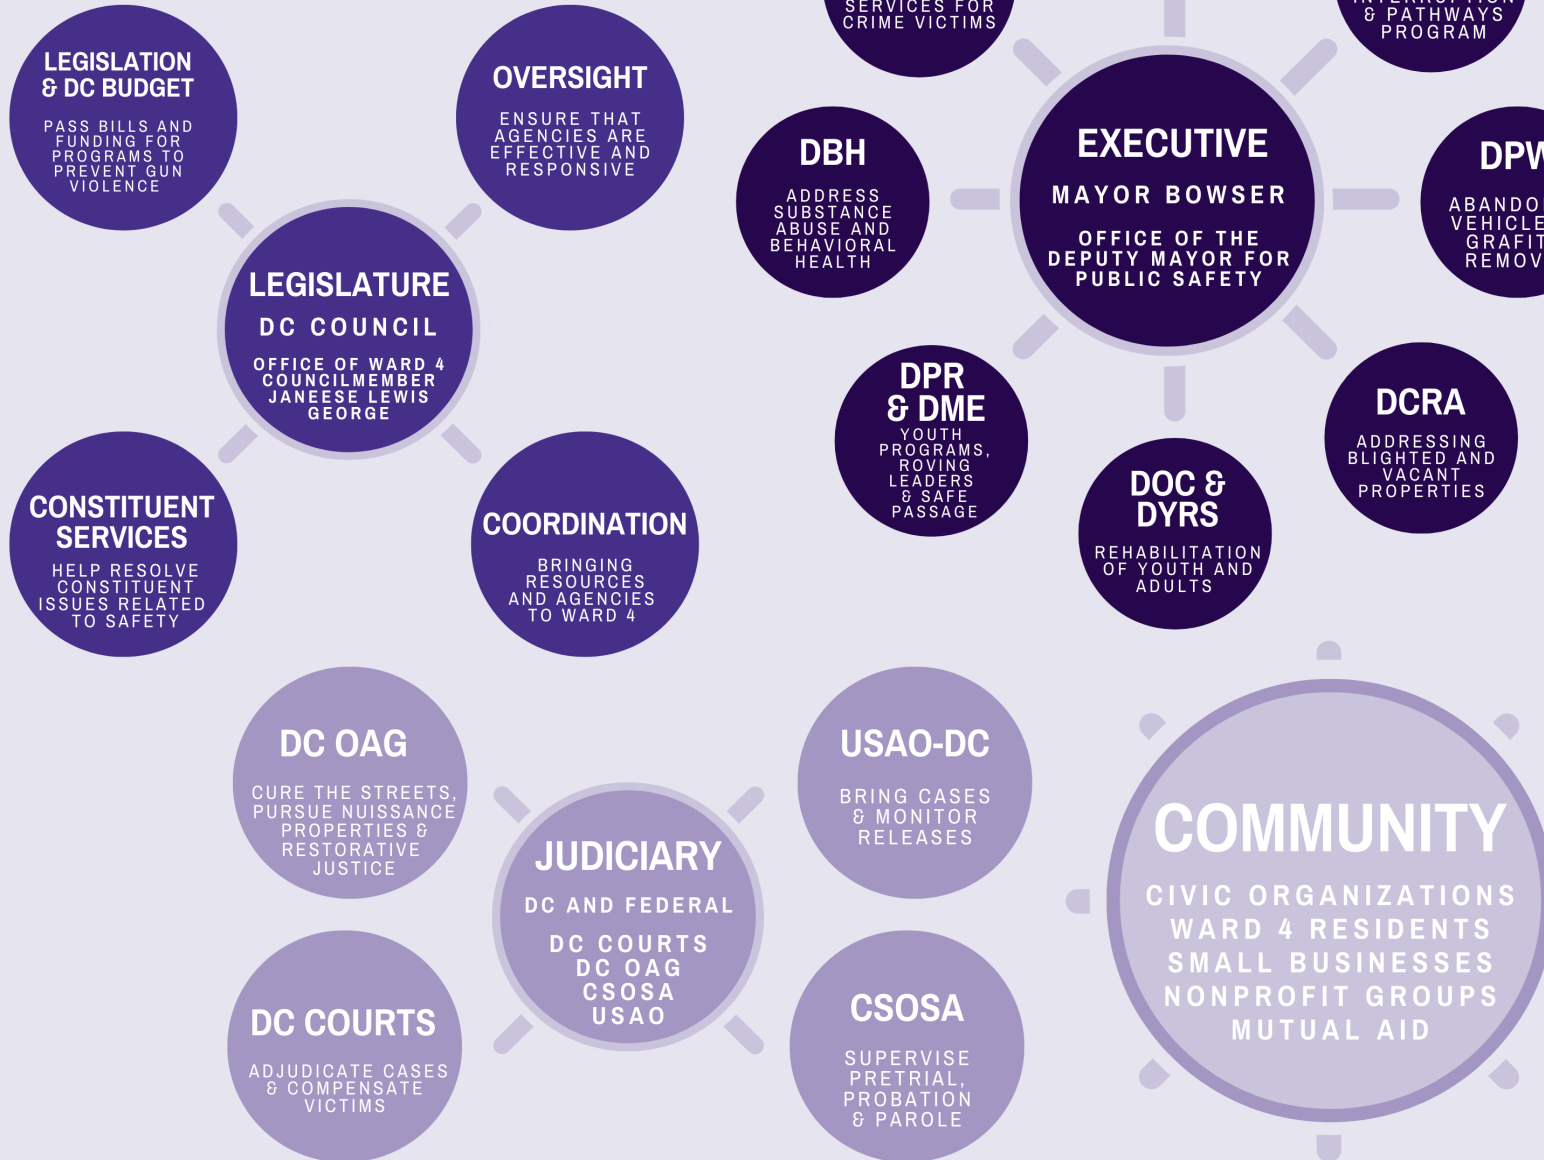 LEGISLATION
& DC BUDGET
PASS BILLS AND
FUNDING FOR
PROGRAMS TO
PREVENT GUN
VIOLENCE
OVERSIGHT
ENSURE THAT
AGENCIES ARE
EFFECTIVE AND
RESPONSIVE
LEGISLATURE
DC COUNCIL
OFFICE OF WARD 4
COUNCILMEMBER
JANEESE LEWIS
GEORGE
CONSTITUENT
SERVICES
HELP RESOLVE
CONSTITUENT
ISSUES RELATED
TO SAFETY
COORDINATION
BRINGING
RESOURCES
AND AGENCIES
TO WARD 4
SERVICES FOR
CRIME VICTIMS
& PATHWAYS
PROGRAM
EXECUTIVE
MAYOR BOWSER
OFFICE OF THE
DEPUTY MAYOR FOR
PUBLIC SAFETY
DBH
ADDRESS
SUBSTANCE
ABUSE AND
BEHAVIORAL
HEALTH
DPW
ABANDO
VEHICLE
GRAFIT
REMOV
DPR
& DME
YOUTH
PROGRAMS,
ROVING
LEADERS
& SAFE
PASSAGE
DOC &
DYRS
REHABILITATION
OF YOUTH AND
ADULTS
DCRA
ADDRESSING
BLIGHTED AND
VACANT
PROPERTIES
DC OAG
CURE THE STREETS,
PURSUE NUISSANCE
PROPERTIES &
RESTORATIVE
JUSTICE
USAO-DC
BRING CASES
& MONITOR
RELEASES
JUDICIARY
DC AND FEDERAL
DC COURTS
DC OAG
CSOSA
USAO
DC COURTS
ADJUDICATE CASES
& COMPENSATE
VICTIMS
CSOSA
SUPERVISE
PRETRIAL,
PROBATION
& PAROLE
COMMUNITY
CIVIC ORGANIZATIONS
WARD 4 RESIDENTS
SMALL BUSINESSES
NONPROFIT GROUPS
MUTUAL AID